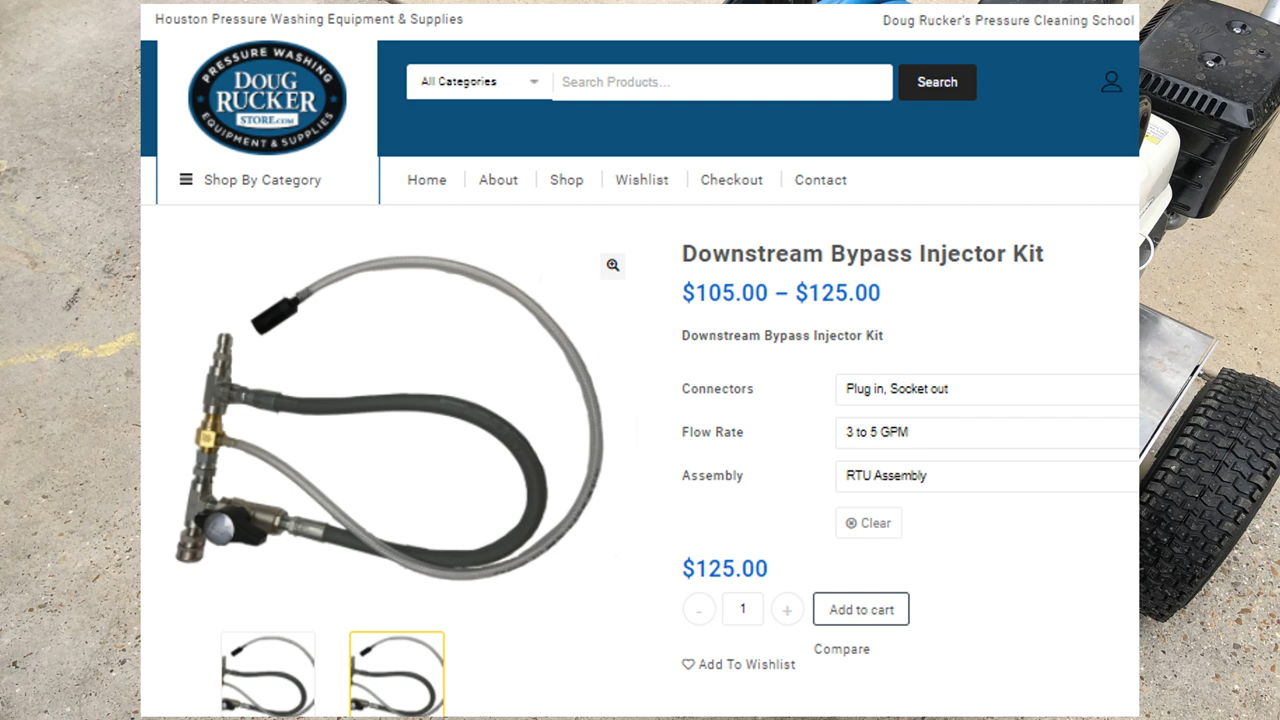 Houston Pressure Washing Equipment & Supplies
Doug Rucker's Pressure Cleaning School
PRESSURE WASHING
DOUG
RUCKER
STORE.COM
EQUIPMENT & SUPPLIES
All Categories
Search Products...
Search
Shop By Category
Home
About
Shop
Wishlist
Checkout
Contact
Downstream Bypass Injector Kit
$105.00 – $125.00
Downstream Bypass Injector Kit
Connectors
Plug in, Socket out
Flow Rate
3 to 5 GPM
Assembly
RTU Assembly
Clear
$125.00
- 1 +
Add to cart
Compare
Add To Wishlist